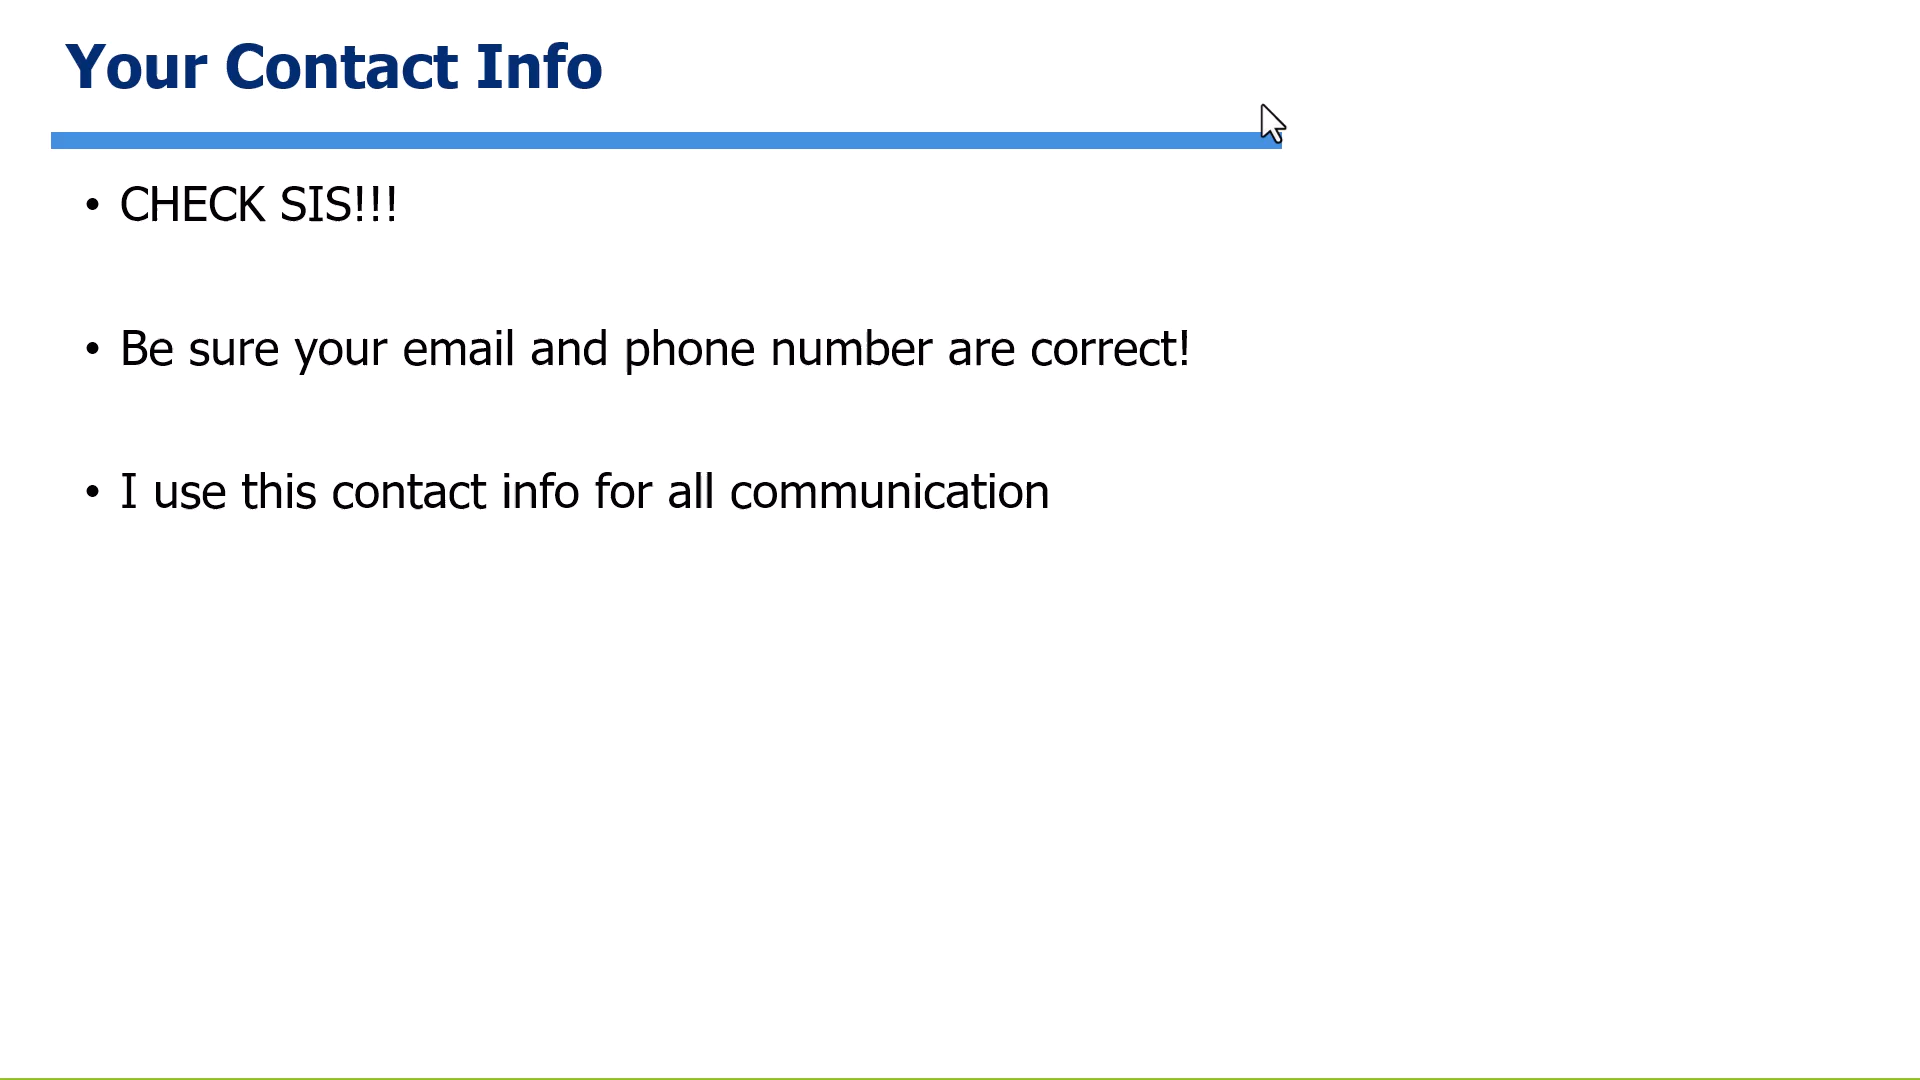 Your Contact Info
• CHECK SIS!!!
• Be sure your email and phone number are correct!
• I use this contact info for all communication